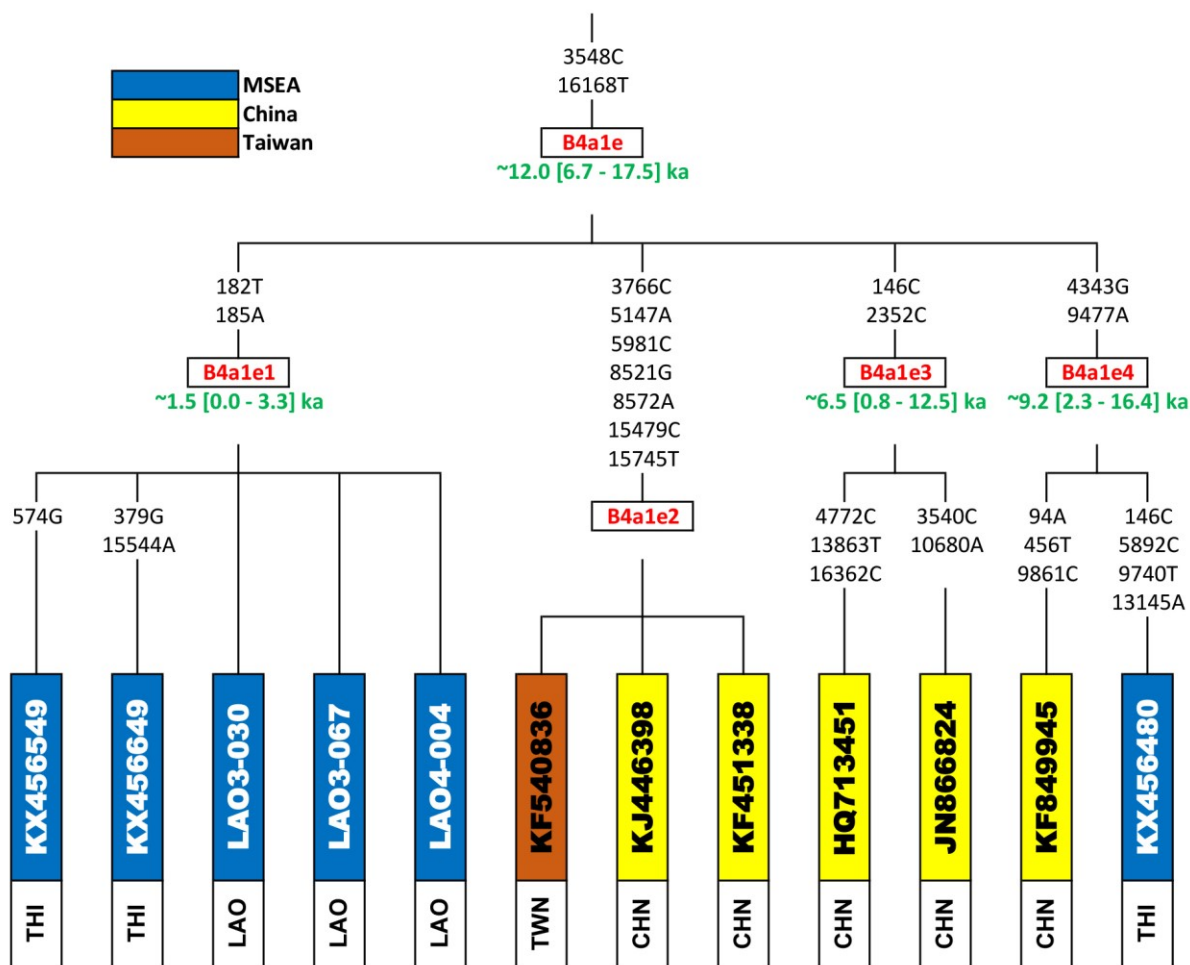 3548C
16168T
MSEA
China
Taiwan
B4a1e
~12.0 [6.7 - 17.5] ka
182T
185A
B4a1e1
~1.5 [0.0 - 3.3] ka
3766C
5147A
5981C
8521G
8572A
15479C
15745T
B4a1e2
146C
2352C
B4a1e3
~6.5 [0.8 - 12.5] ka
4343G
9477A
B4a1e4
~9.2 [2.3 - 16.4] ka
574G
379G
15544A
4772C
13863T
16362C
3540C
10680A
94A
456T
9861C
146C
5892C
9740T
13145A
KX456549
KX456649
LAO3-030
LAO3-067
LAO4-004
KF540836
KJ446398
KF451338
HQ713451
JN866824
KF849945
KX456480
THI
THI
LAO
LAO
LAO
TWN
CHN
CHN
CHN
CHN
CHN
THI